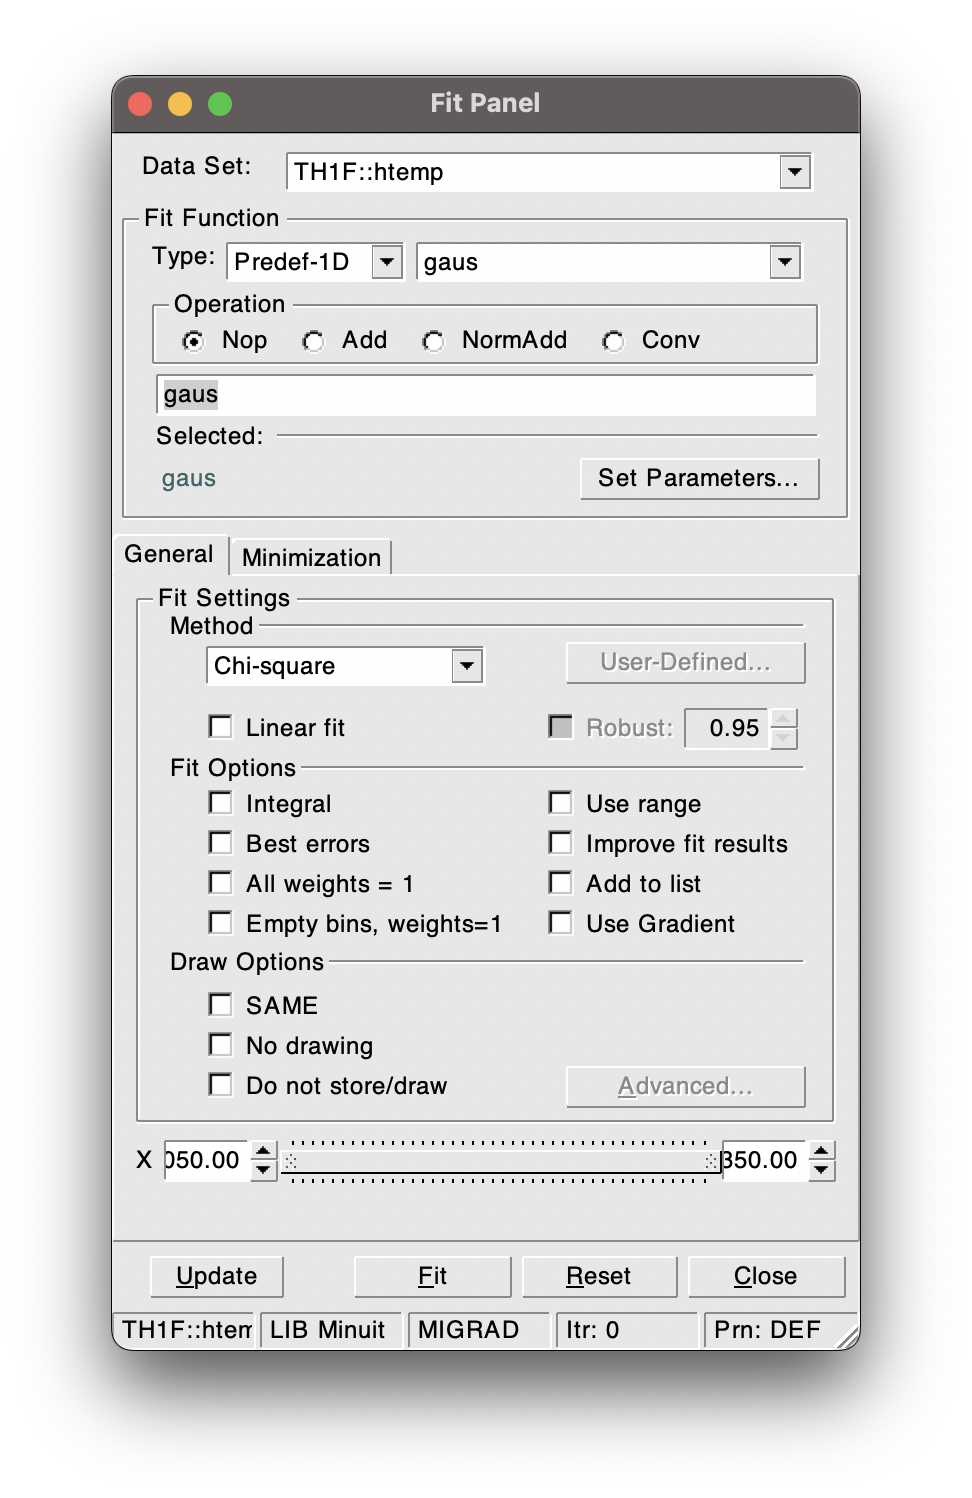 Fit Panel
Data Set: TH1F::htemp
Fit Function
Type: Predef-1D gaus
Operation
Nop Add NormAdd Conv
gaus
Selected:
gaus Set Parameters...
General Minimization
Fit Settings
Method
Chi-square User-Defined...
Linear fit Robust: 0.95
Fit Options
Integral Use range
Best errors Improve fit results
All weights = 1 Add to list
Empty bins, weights=1 Use Gradient
Draw Options
SAME
No drawing
Do not store/draw Advanced...
X 050.00 350.00
Update Fit Reset Close
TH1F::htem LIB Minuit MIGRAD Itr: 0 Prn: DEF